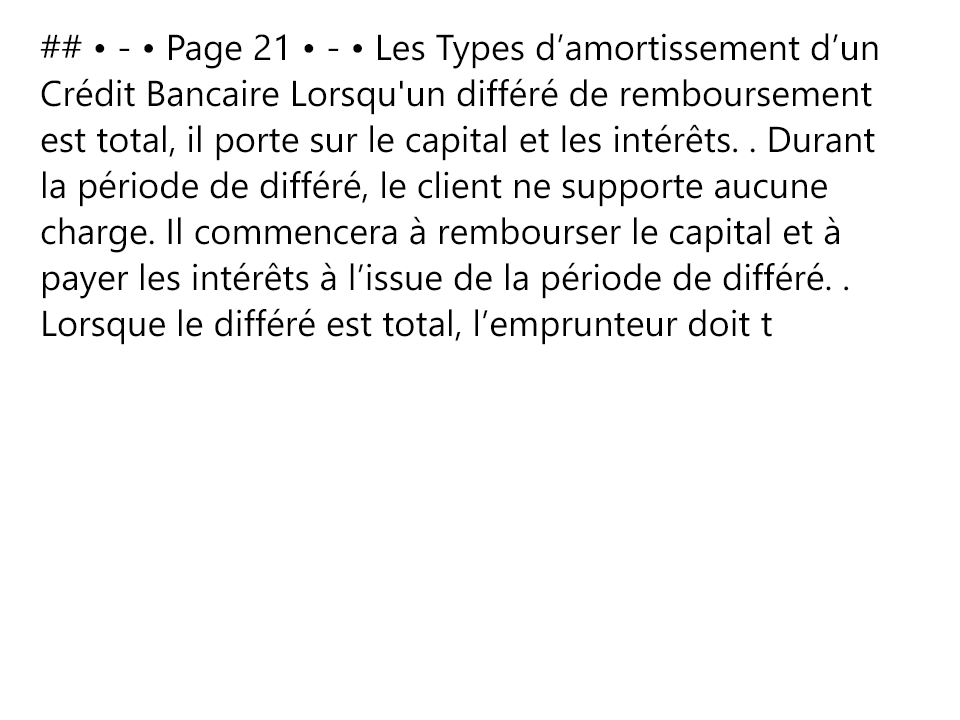 ## • - • Page 21 • - • Les Types d’amortissement d’un
Crédit Bancaire Lorsqu'un différé de remboursement
est total, il porte sur le capital et les intérêts. . Durant
la période de différé, le client ne supporte aucune
charge. Il commencera à rembourser le capital et à
payer les intérêts à l’issue de la période de différé. .
Lorsque le différé est total, l’emprunteur doit t